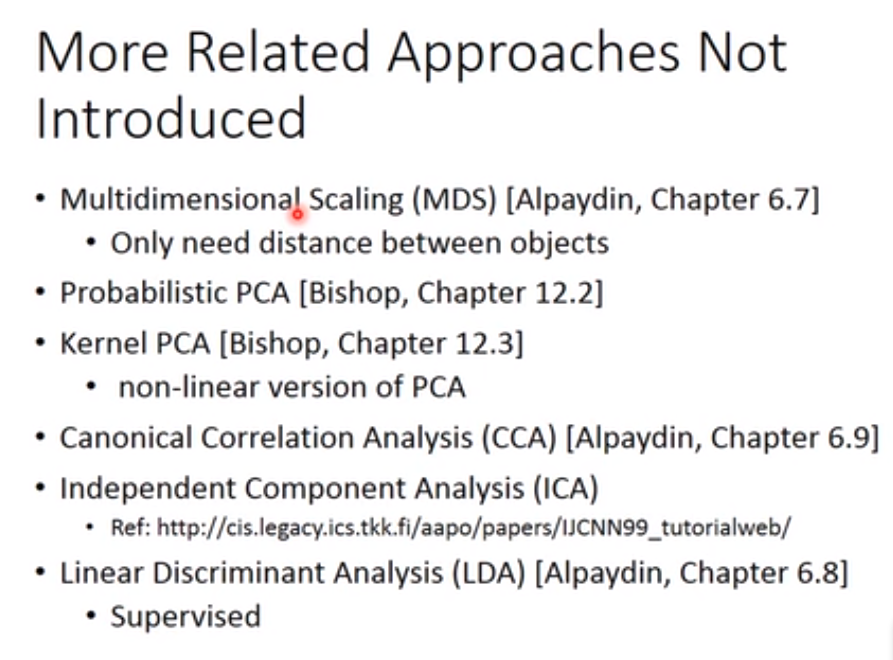 More Related Approaches Not
Introduced
• Multidimensional Scaling (MDS) [Alpaydin, Chapter 6.7]
• Only need distance between objects
• Probabilistic PCA [Bishop, Chapter 12.2]
• Kernel PCA [Bishop, Chapter 12.3]
• non-linear version of PCA
• Canonical Correlation Analysis (CCA) [Alpaydin, Chapter 6.9]
• Independent Component Analysis (ICA)
• Ref: http://cis.legacy.ics.tkk.fi/aapo/papers/IJCNN99_tutorialweb/
• Linear Discriminant Analysis (LDA) [Alpaydin, Chapter 6.8]
• Supervised